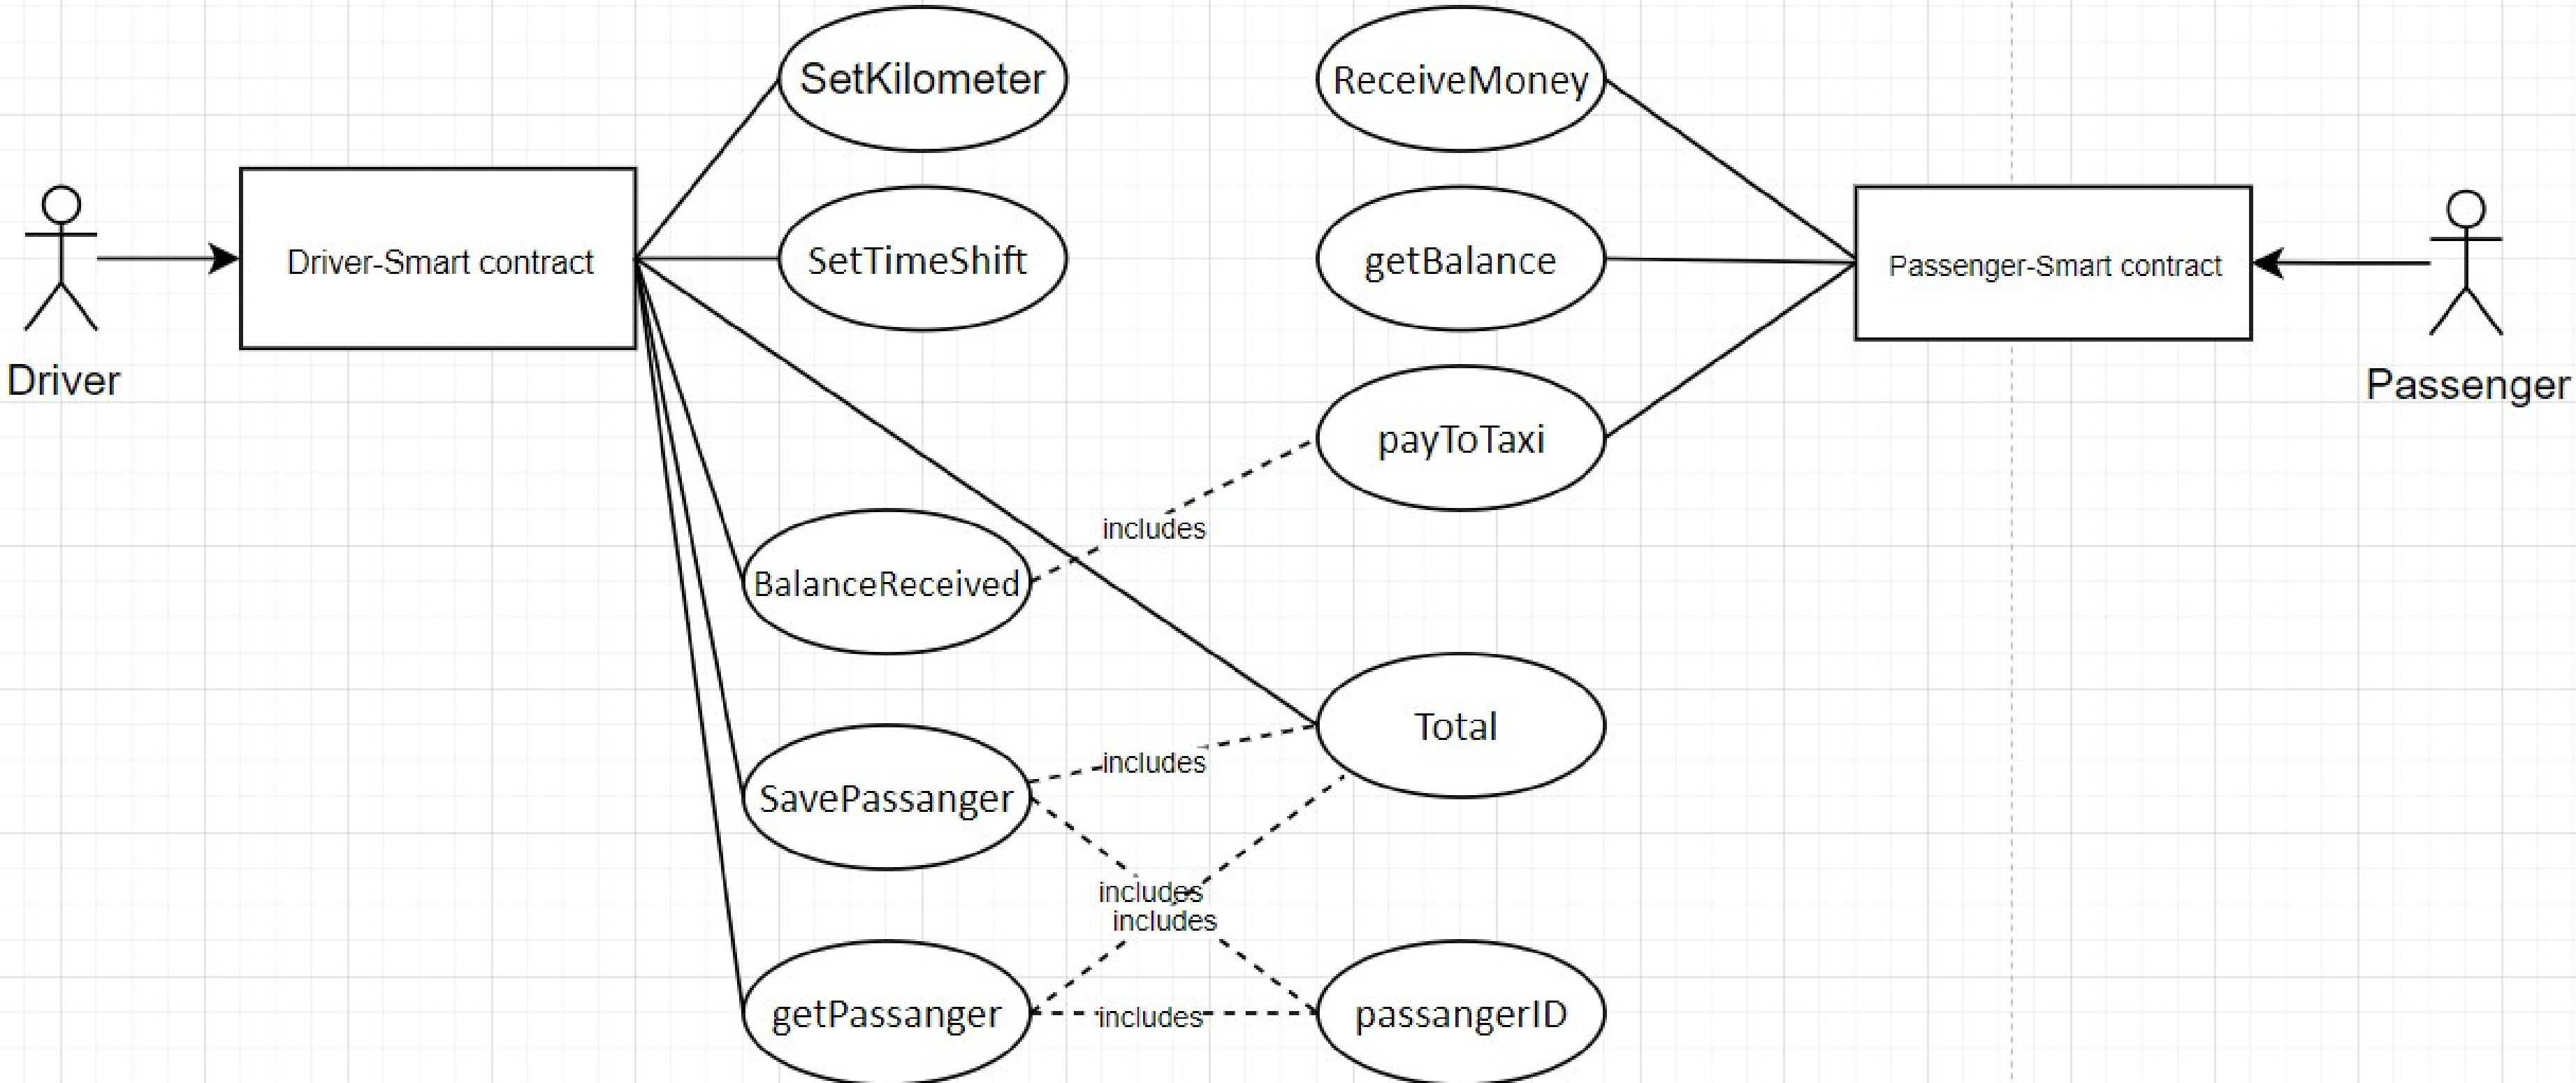 SetKilometer
ReceiveMoney
Driver-Smart contract
SetTimeShift
getBalance
Passenger-Smart contract
Driver
Passenger
payToTaxi
includes
BalanceReceived
Total
includes
SavePassanger
includes
includes
getPassanger
includes
passangerID